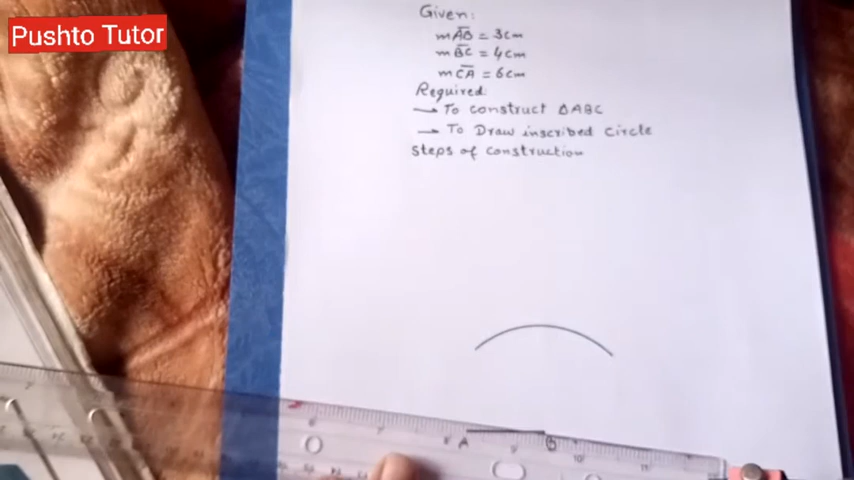 Pushto Tutor
Given:
mAB = 3cm
mBC = 4cm
mCA = 6cm
Required:
→ To construct ΔABC
→ To Draw inscribed circle
steps of construction
A B